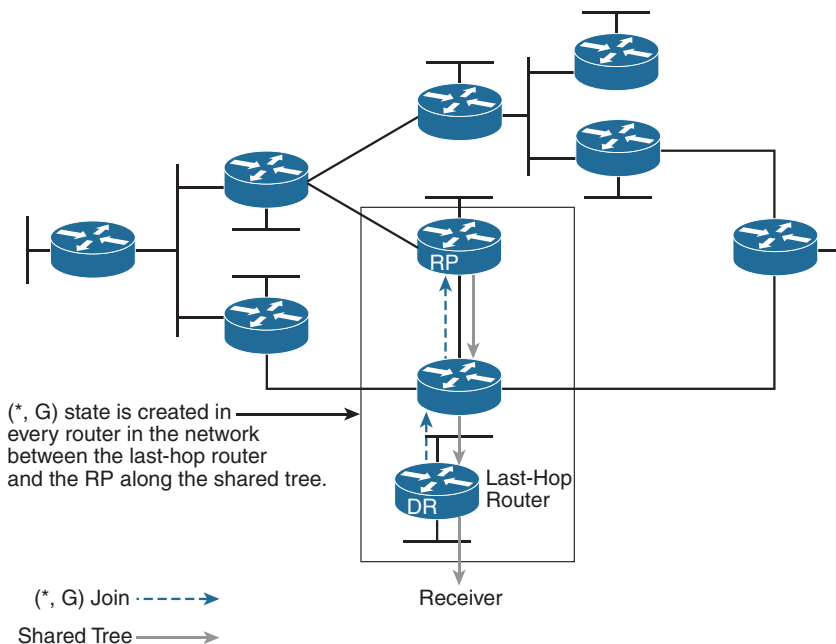 RP
(*, G) state is created in
every router in the network
between the last-hop router
and the RP along the shared tree.
Last-Hop
Router
DR
Receiver
(*, G) Join
Shared Tree